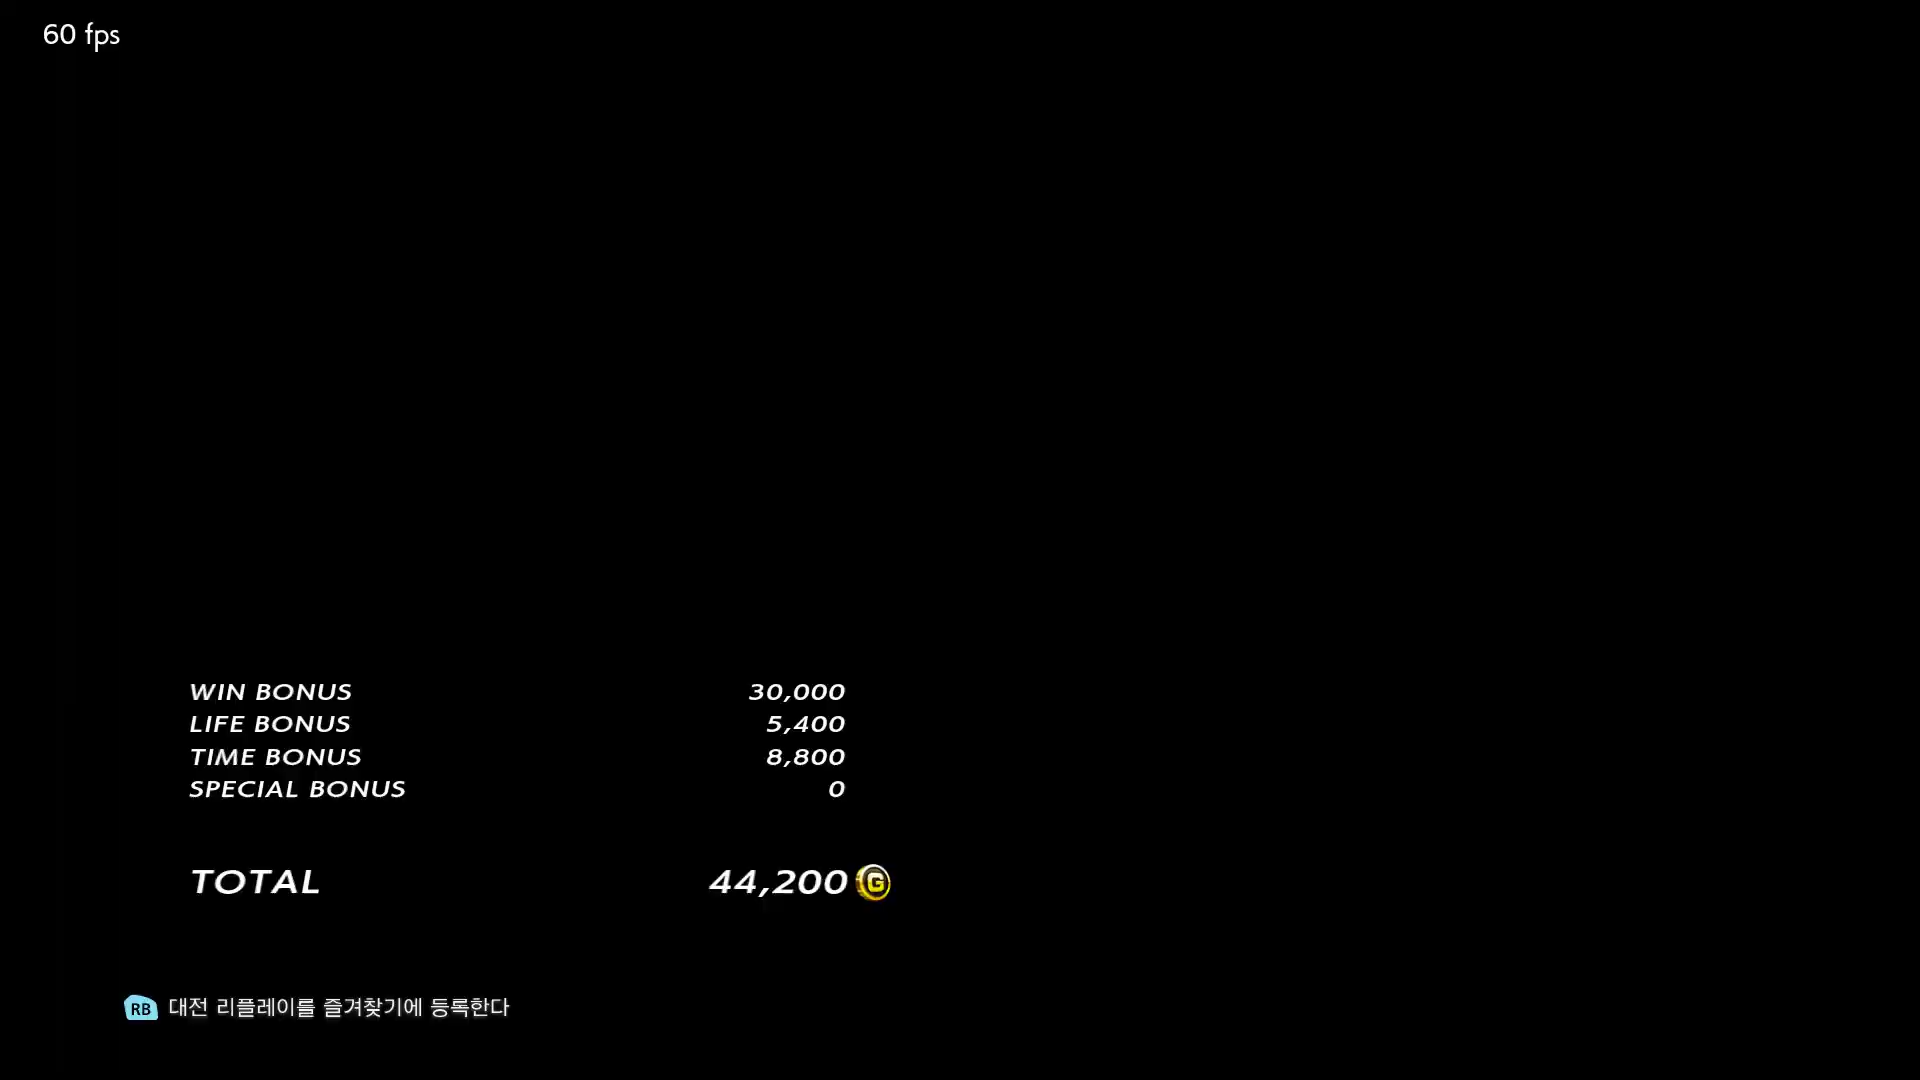 60 fps
WIN BONUS 30,000
LIFE BONUS 5,400
TIME BONUS 8,800
SPECIAL BONUS 0
TOTAL 44,200 G
RB 대전 리플레이를 즐겨찾기에 등록한다